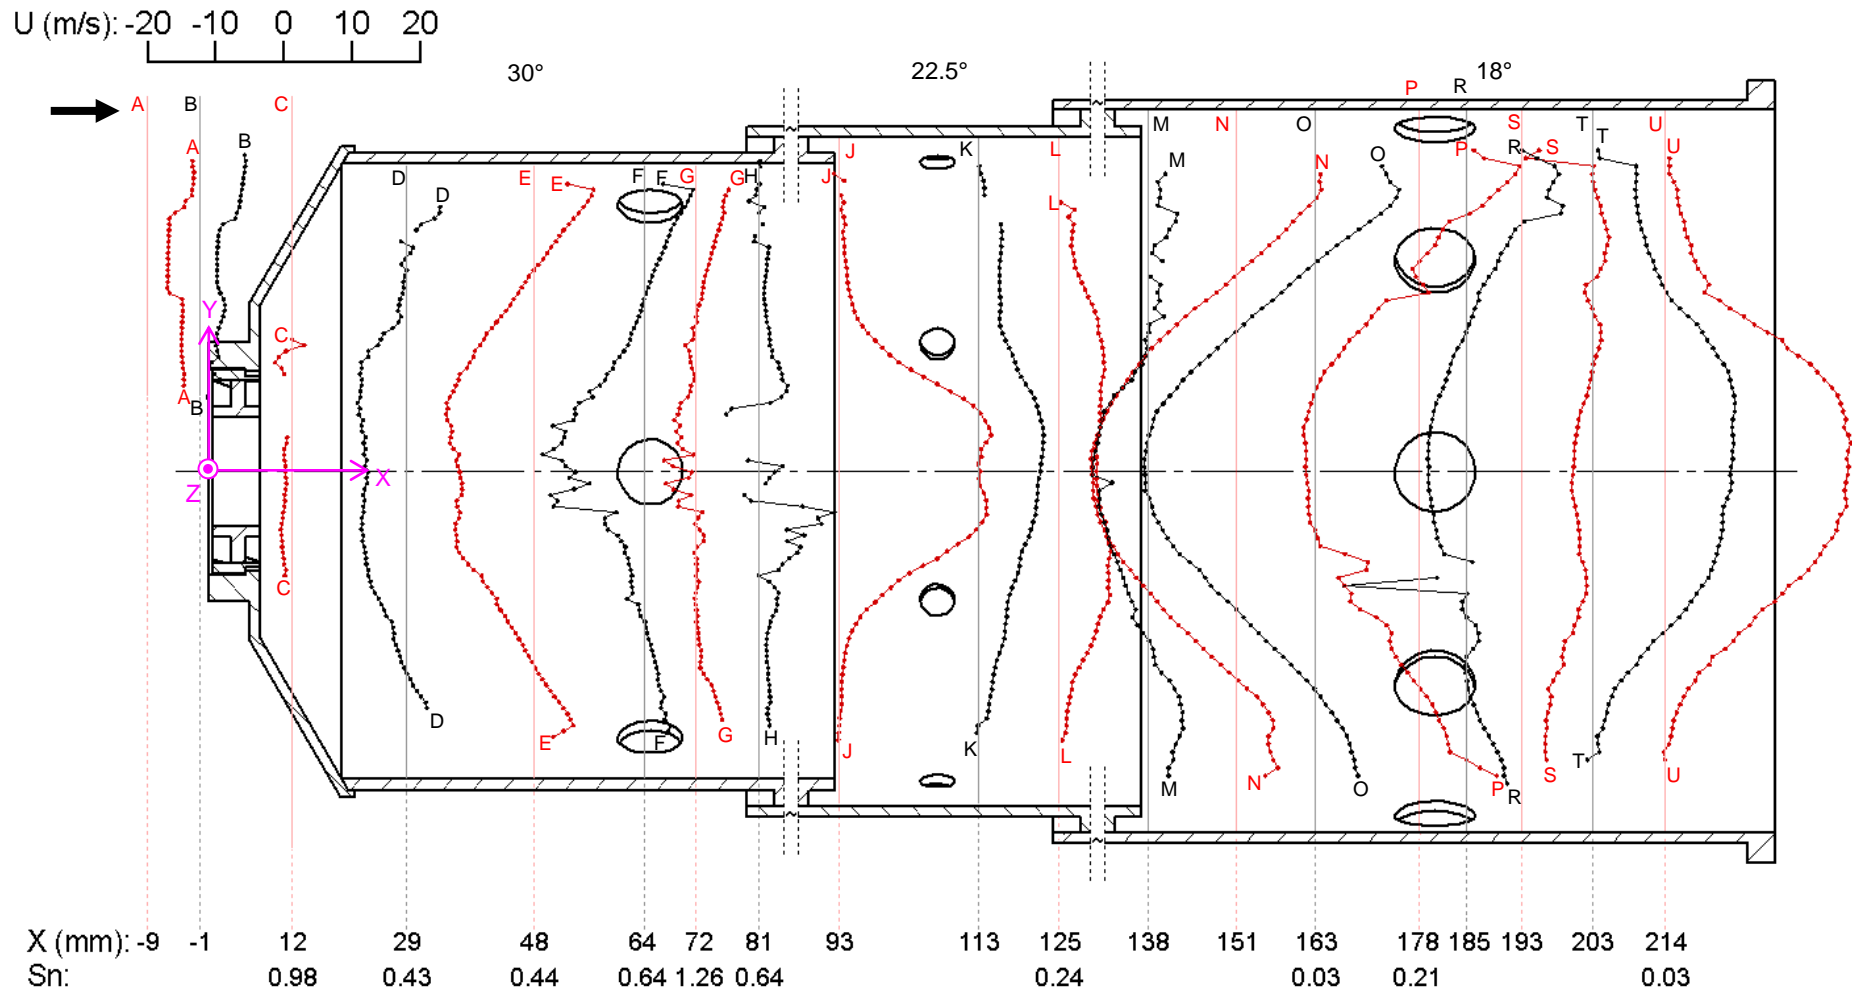 U (m/s): -20 -10 0 10 20
30° 22.5° 18°
P R
A B C M N O S T U
J K L
A B D D E E F F G G H J K L M N O P R S T U
Y
C
A B
X
Z
C
D E F G H J K L M N O P R S T U
X (mm): -9 -1 12 29 48 64 72 81 93 113 125 138 151 163 178 185 193 203 214
Sn: 0.98 0.43 0.44 0.64 1.26 0.64 0.24 0.03 0.21 0.03